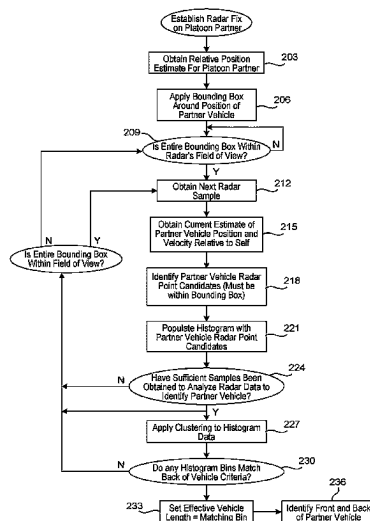 Establish Radar Fix
on Platoon Partner
Obtain Relative Position
Estimate For Platoon Partner
203
Apply Bounding Box
Around Position of
Partner Vehicle
206
209
Is Entire Bounding Box Within
Radar's Field of View?
N
Y
Obtain Next Radar
Sample
212
Obtain Current Estimate of
Partner Vehicle Position and
Velocity Relative to Self
215
N
Y
Is Entire Bounding Box
Within Field of View?
Identify Partner Vehicle Radar
Point Candidates (Must be
within Bounding Box)
218
Populate Histogram with
Partner Vehicle Radar Point
Candidates
221
224
N
Have Sufficient Samples Been
Obtained to Analyze Radar Data to
Identify Partner Vehicle?
Y
Apply Clustering to Histogram
Data
227
230
N
Do any Histogram Bins Match
Back of Vehicle Criteria?
Y
233
Set Effective Vehicle
Length = Matching Bin
236
Identify Front and Back
of Partner Vehicle